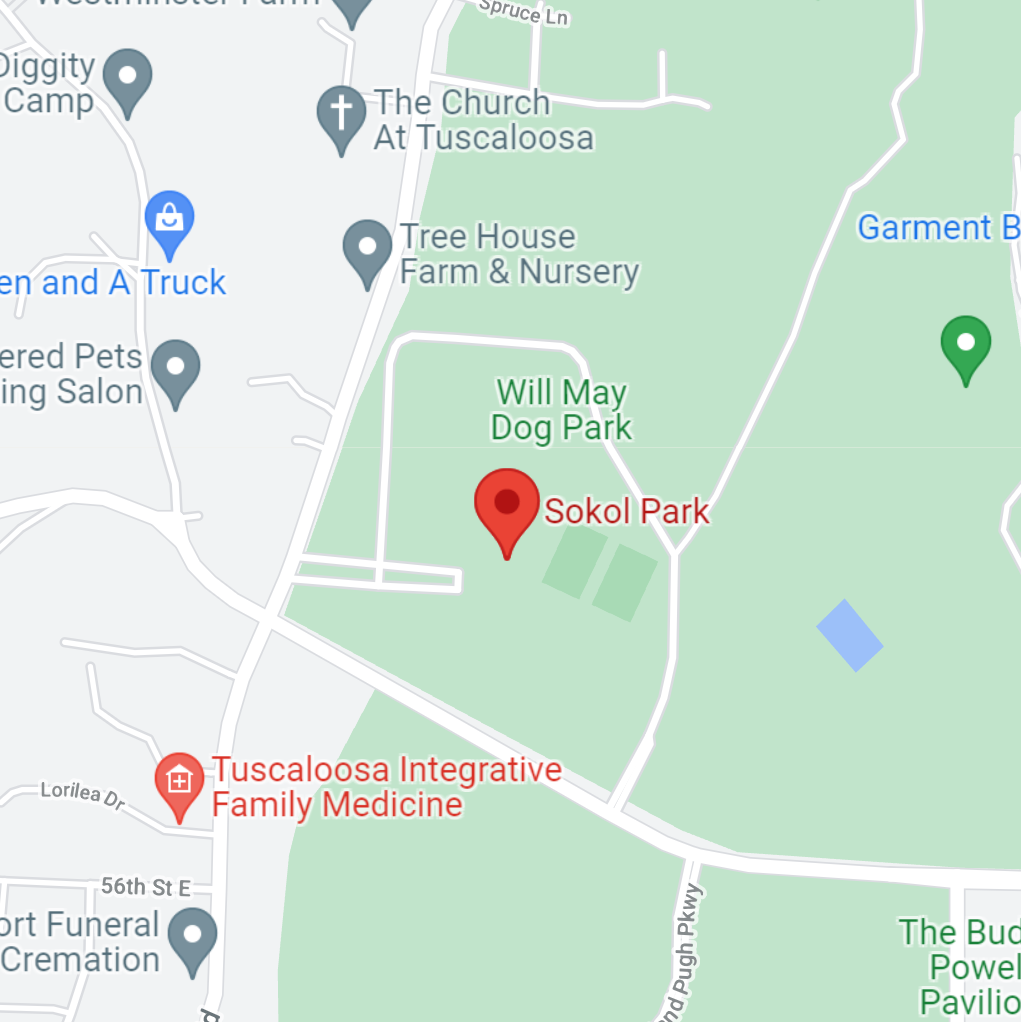 Westminster Farm
Spruce Ln
Diggity
Camp
The Church
At Tuscaloosa
Garment B
Tree House
Farm & Nursery
en and A Truck
ered Pets
ing Salon
Will May
Dog Park
Sokol Park
Tuscaloosa Integrative
Family Medicine
Lorilea Dr
56th St E
ort Funeral
Cremation
nd Pugh Pkwy
The Bud
Powel
Pavilio
d